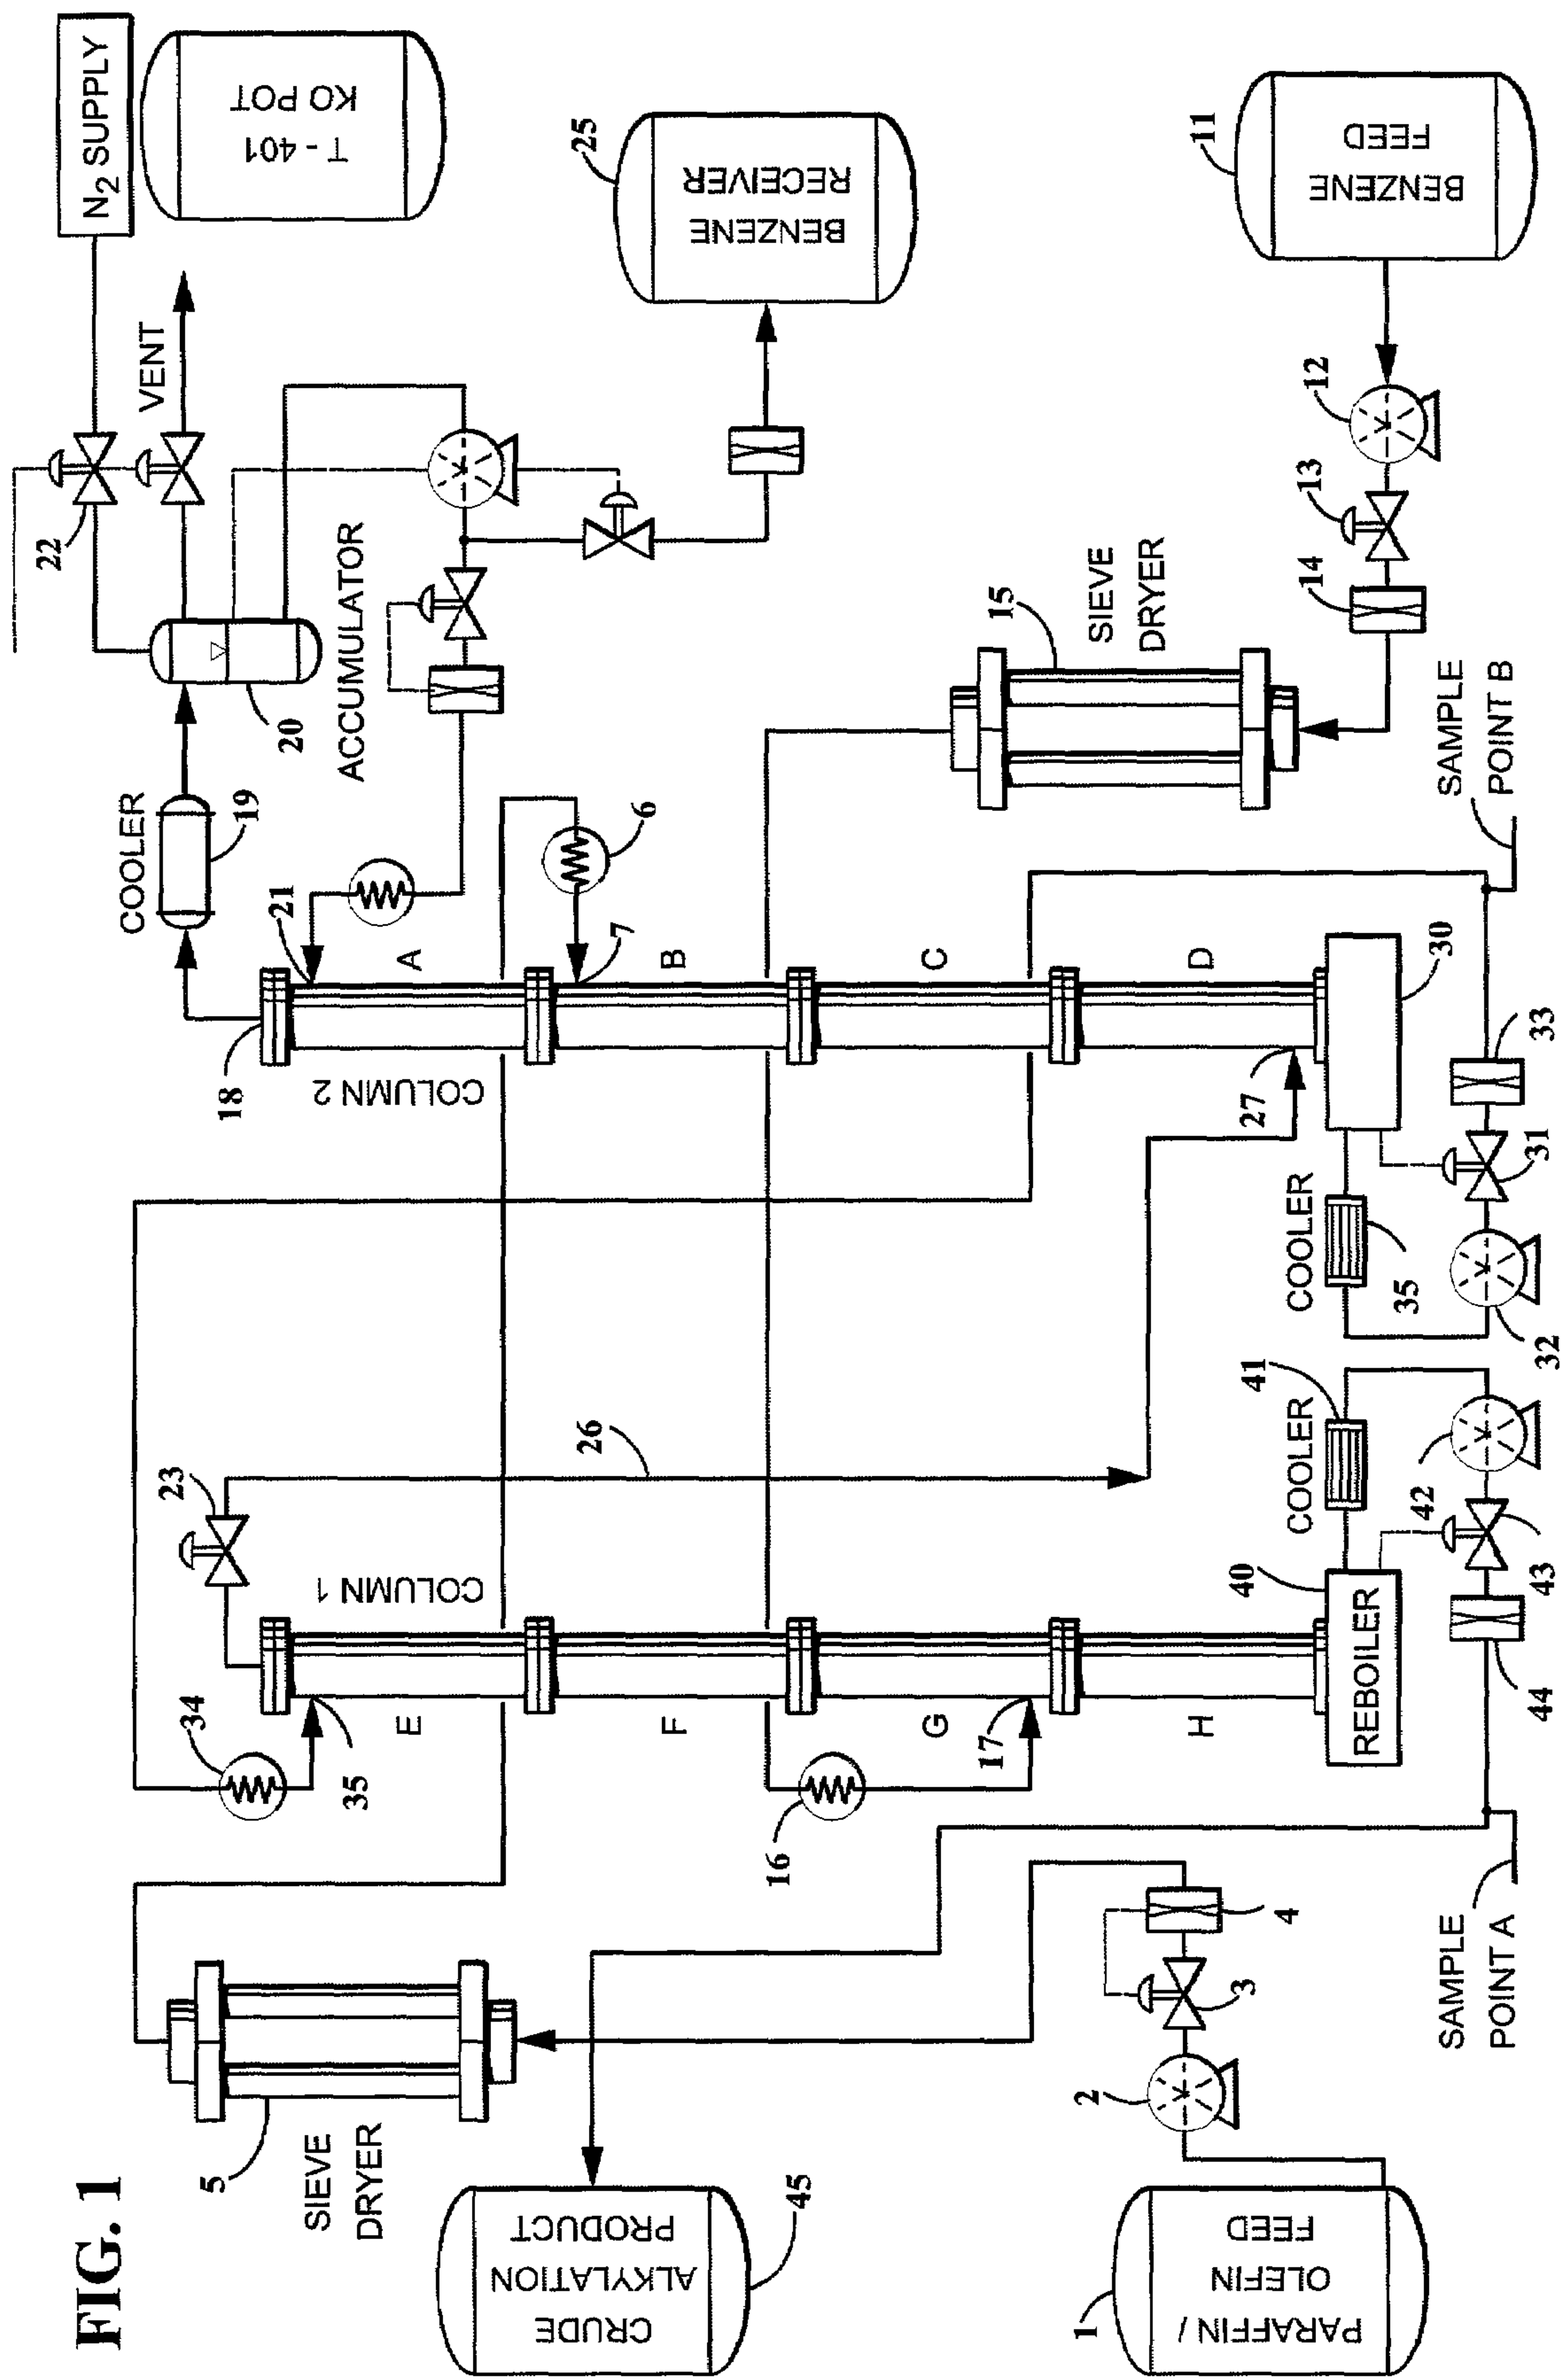 FIG. 1
N2 SUPPLY
T - 401
KO POT
22
VENT
COOLER
19
20
ACCUMULATOR
25
BENZENE
RECEIVER
11
BENZENE
FEED
12
13
14
15
SIEVE
DRYER
18
21
A
6
7
B
C
D
COLUMN 2
27
30
SAMPLE
POINT B
33
31
COOLER
35
32
23
26
34
35
COLUMN 1
E
F
G
H
16
17
40
REBOILER
COOLER
41
42
43
44
5
SIEVE
DRYER
CRUDE
ALKYLATION
PRODUCT
45
SAMPLE
POINT A
4
3
2
1
PARAFFIN /
OLEFIN
FEED